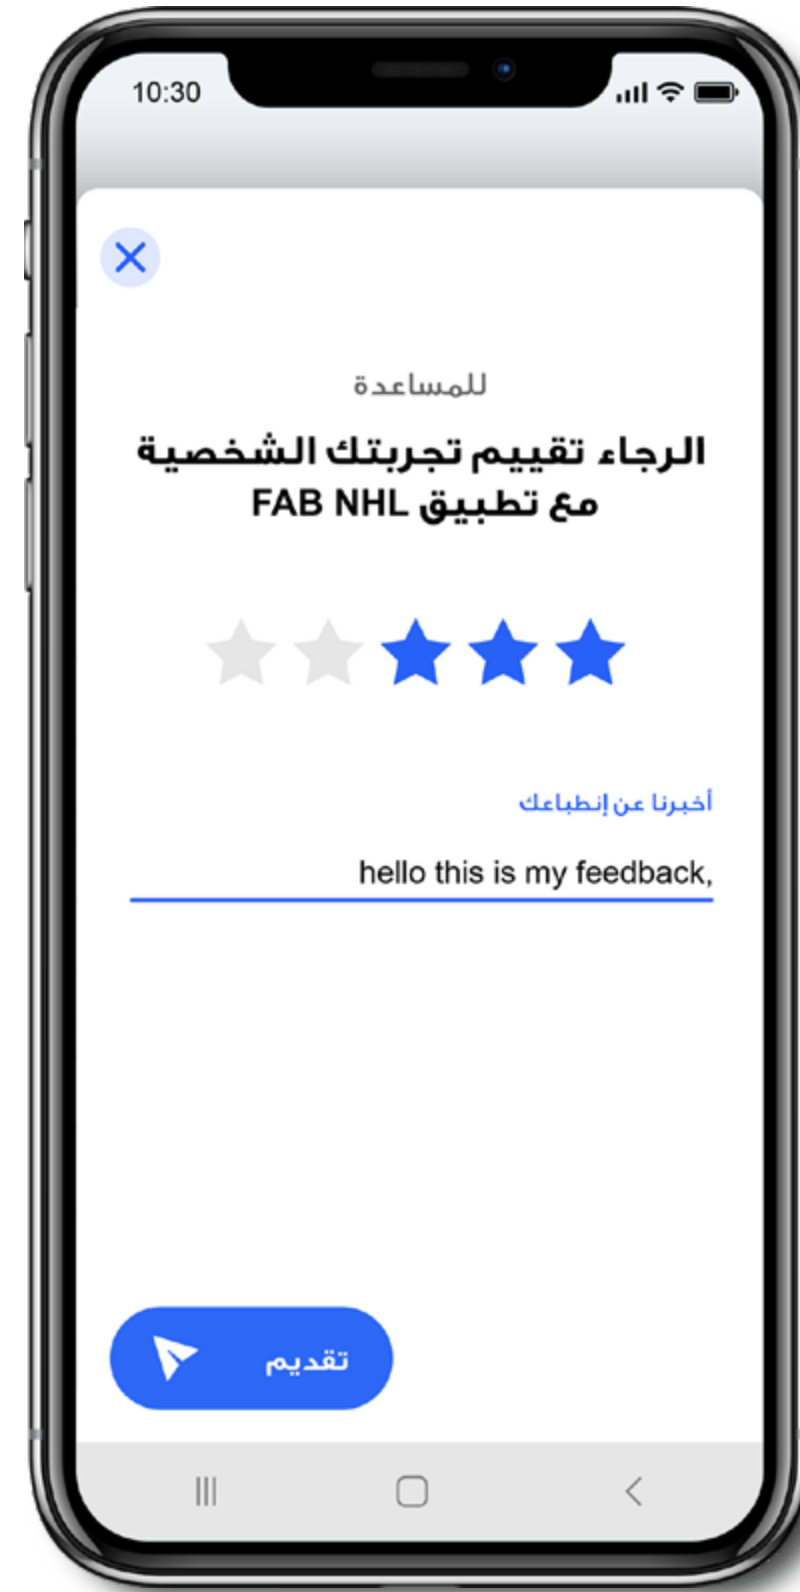 10:30
للمساعدة
الرجاء تقييم تجربتك الشخصية
مع تطبيق FAB NHL
أخبرنا عن إنطباعك
hello this is my feedback,
تقديم